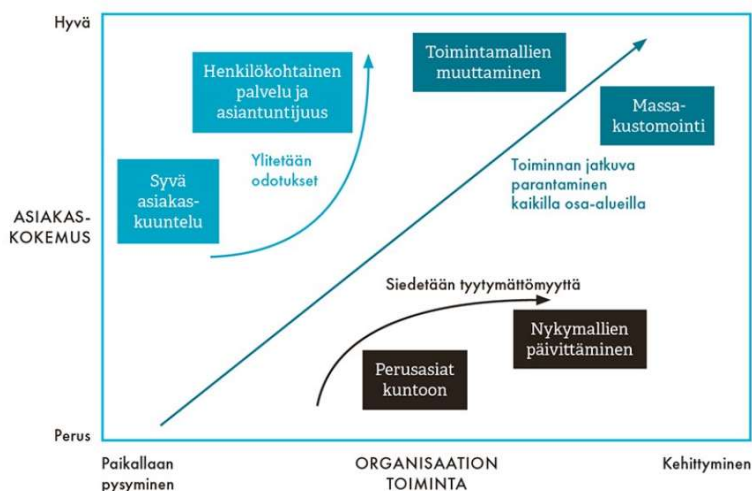 Hyvä
Henkilökohtainen
palvelu ja
asiantuntijuus
Toimintamallien
muuttaminen
Massa-
kustomointi
Ylitetään
odotukset
Syvä
asiakas-
kuuntelu
Toiminnan jatkuva
parantaminen
kaikilla osa-alueilla
ASIAKAS-
KOKEMUS
Siedetään tyytymättömyyttä
Nykymallien
päivittäminen
Perusasiat
kuntoon
Perus
Paikallaan
pysyminen
ORGANISAATION
TOIMINTA
Kehittyminen